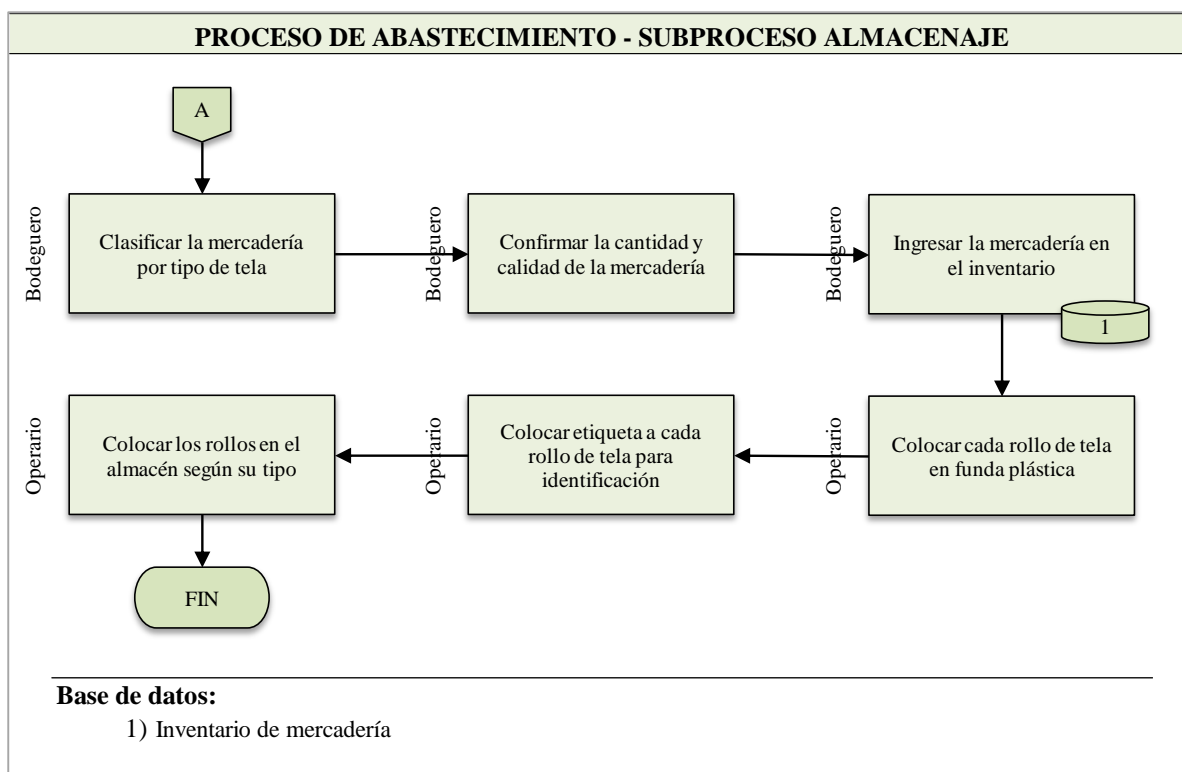 PROCESO DE ABASTECIMIENTO - SUBPROCESO ALMACENAJE
A
Bodeguero
Clasificar la mercadería
por tipo de tela
Bodeguero
Confirmar la cantidad y
calidad de la mercadería
Bodeguero
Ingresar la mercadería en
el inventario
1
Operario
Colocar los rollos en el
almacén según su tipo
Operario
Colocar etiqueta a cada
rollo de tela para
identificación
Operario
Colocar cada rollo de tela
en funda plástica
FIN
Base de datos:
1) Inventario de mercadería